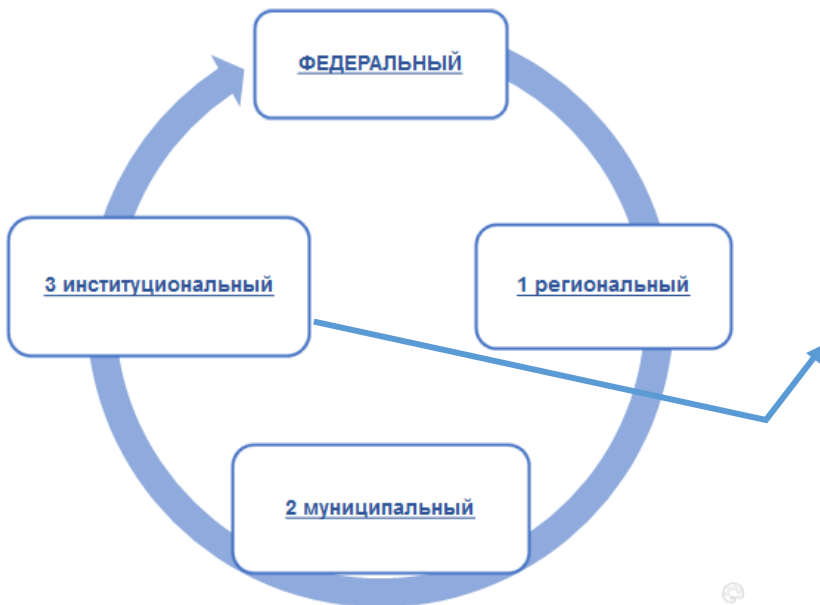 ФЕДЕРАЛЬНЫЙ
1 региональный
2 муниципальный
3 институциональный